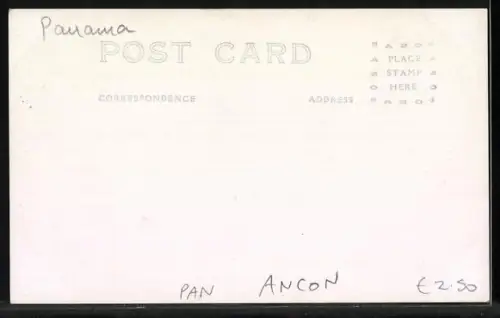 Panama
POST CARD
PLACE
STAMP
HERE
CORRESPONDENCE
ADDRESS
PAN ANCON €2.50